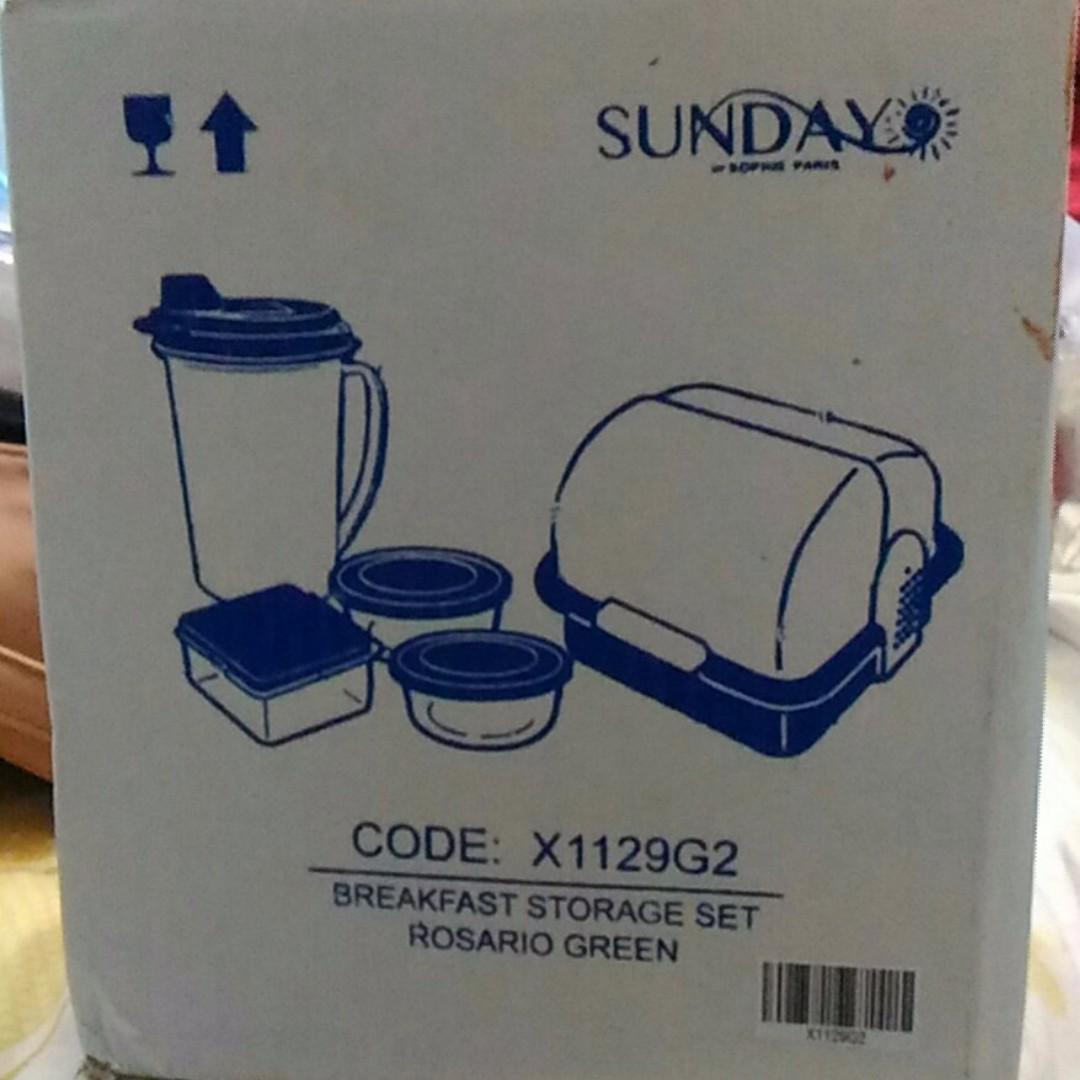 SUNDAY
BY SOPHIE PARIS
CODE: X1129G2
BREAKFAST STORAGE SET
ROSARIO GREEN
X1129G2